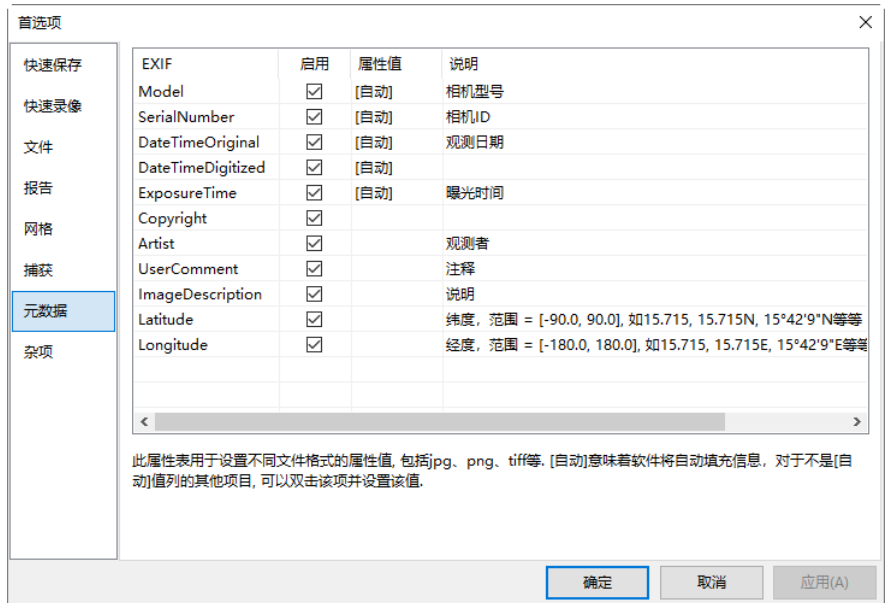 首选项
快速保存
快速录像
文件
报告
网格
捕获
元数据
杂项
EXIF 启用 属性值 说明
Model [自动] 相机型号
SerialNumber [自动] 相机ID
DateTimeOriginal [自动] 观测日期
DateTimeDigitized [自动]
ExposureTime [自动] 曝光时间
Copyright
Artist 观测者
UserComment 注释
ImageDescription 说明
Latitude 纬度，范围 = [-90.0, 90.0], 如15.715, 15.715N, 15°42'9"N等等
Longitude 经度，范围 = [-180.0, 180.0], 如15.715, 15.715E, 15°42'9"E等等
此属性表用于设置不同文件格式的属性值, 包括jpg、png、tiff等. [自动]意味着软件将自动填充信息，对于不是[自
动]值列的其他项目, 可以双击该项并设置该值.
确定 取消 应用(A)